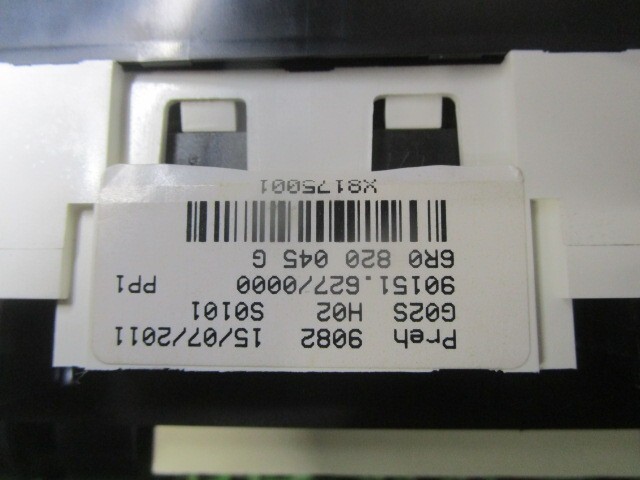 Preh 9082 15/07/2011
G02S H02 S0101
90151.627/0000 PP1
6R0 820 045 G
X8175001